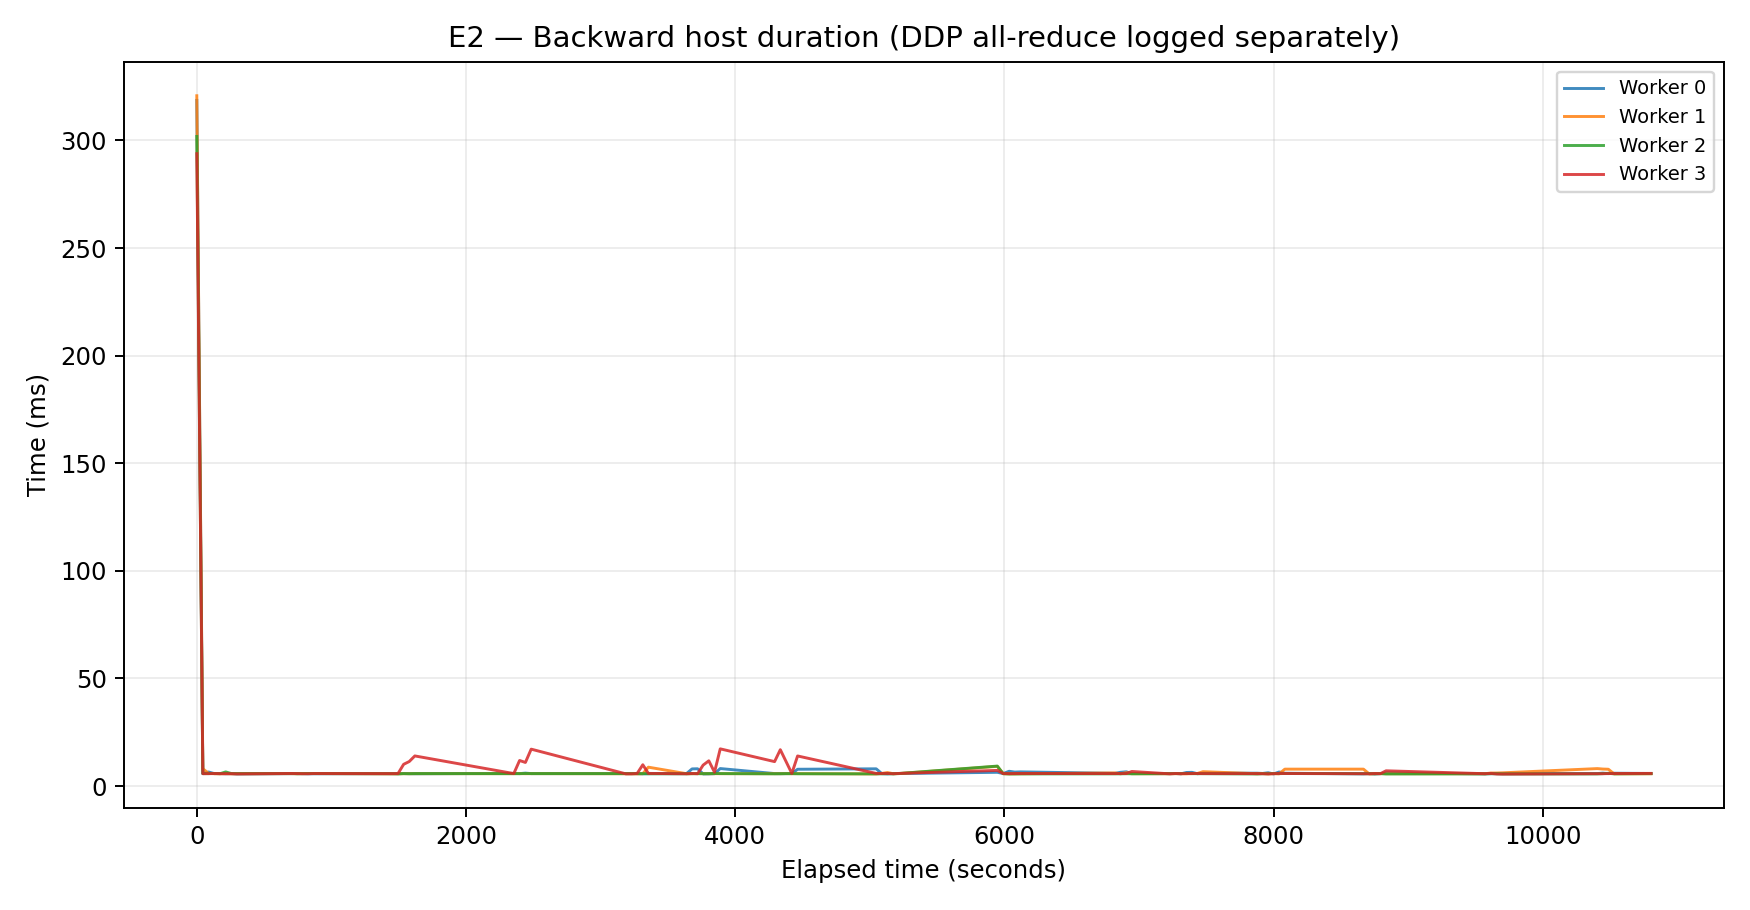 E2 — Backward host duration (DDP all-reduce logged separately)
Worker 0
Worker 1
Worker 2
Worker 3
300
250
200
150
100
50
0
Time (ms)
0 2000 4000 6000 8000 10000
Elapsed time (seconds)